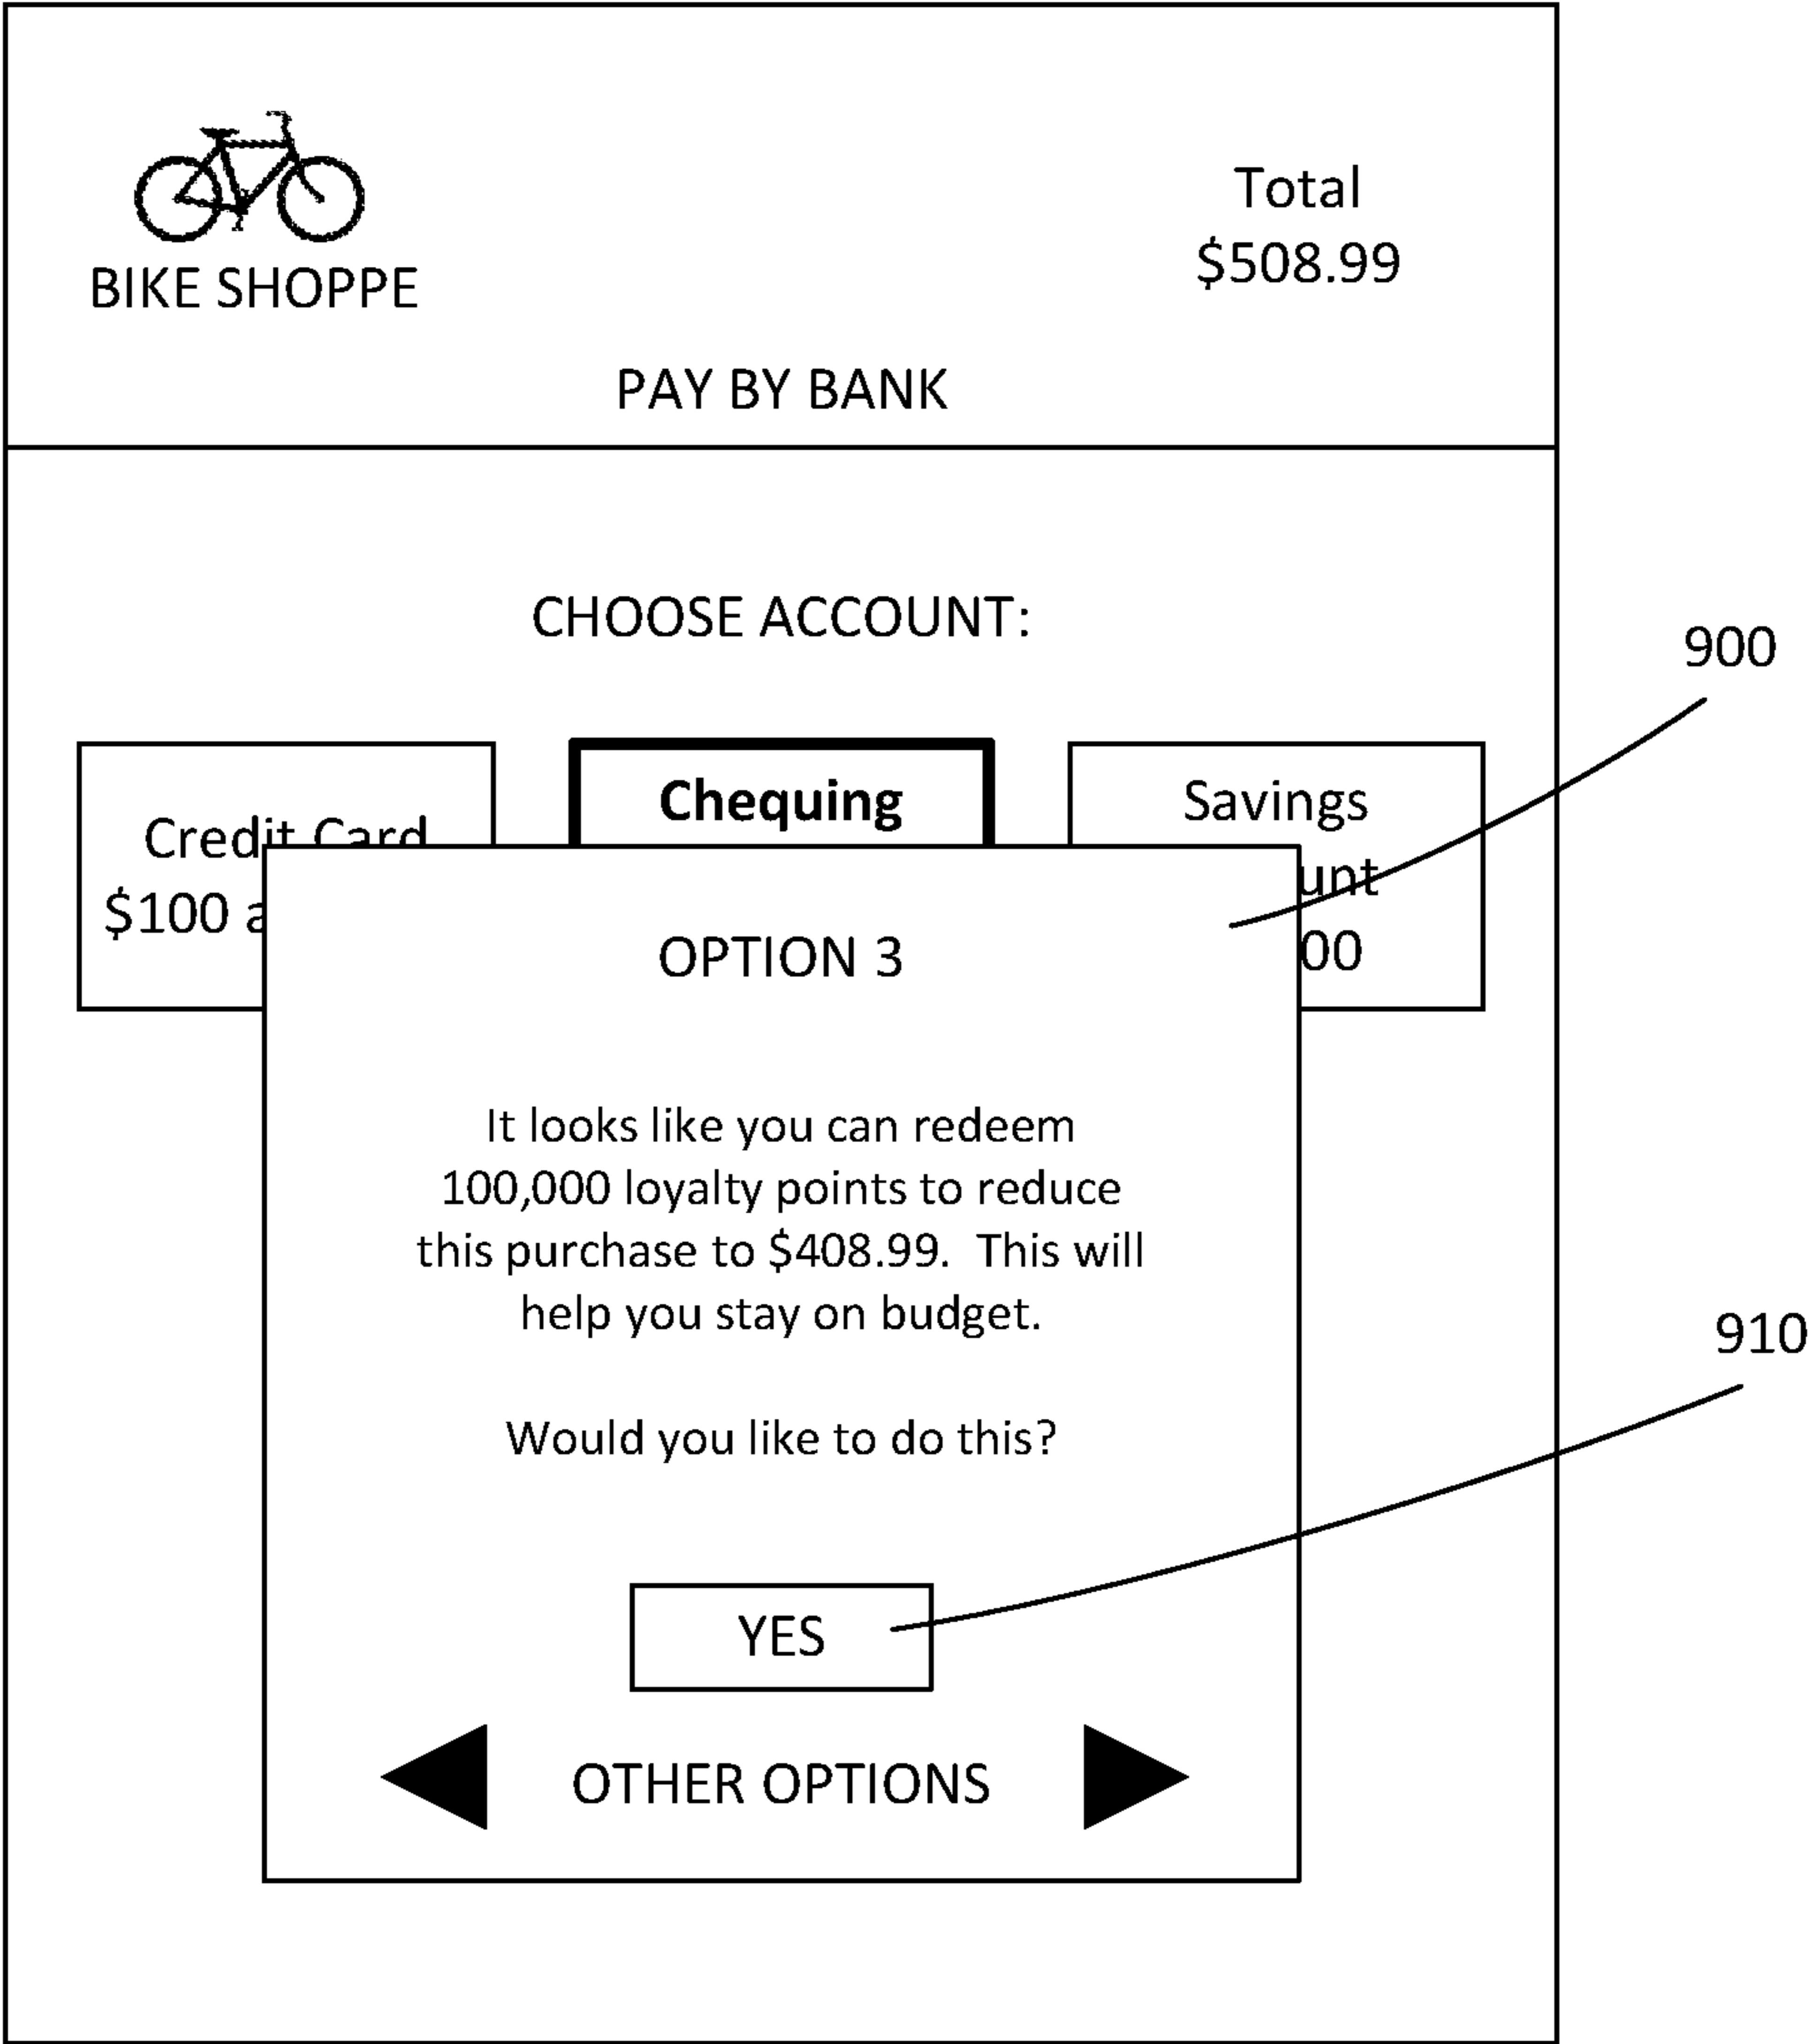 Total
$508.99
BIKE SHOPPE
PAY BY BANK
CHOOSE ACCOUNT:
900
Credit Card
$100
Chequing
Savings
OPTION 3
It looks like you can redeem
100,000 loyalty points to reduce
this purchase to $408.99.  This will
help you stay on budget.
Would you like to do this?
910
YES
OTHER OPTIONS